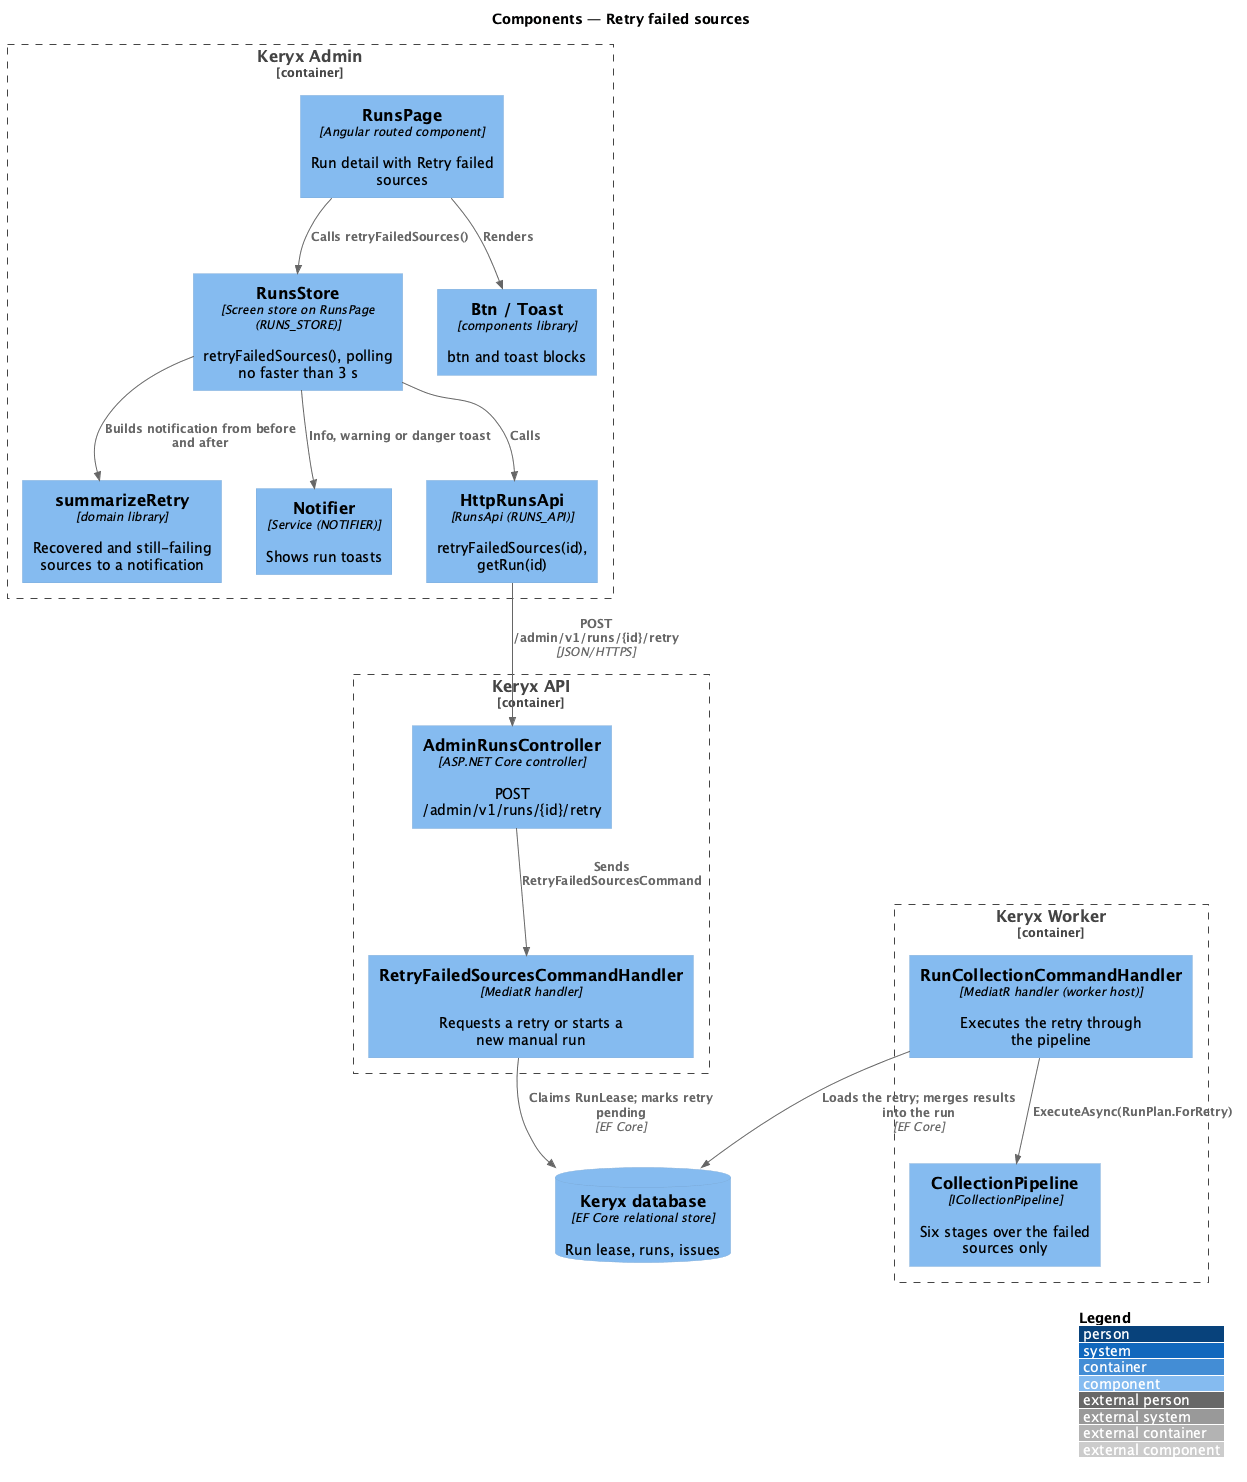 Components — Retry failed sources
Keryx Admin
[container]
RunsPage
[Angular routed component]
Run detail with Retry failed
sources
Calls retryFailedSources()
Renders
RunsStore
[Screen store on RunsPage
(RUNS_STORE)]
retryFailedSources(), polling
no faster than 3 s
Btn / Toast
[components library]
btn and toast blocks
Builds notification from before
and after
Info, warning or danger toast
Calls
summarizeRetry
[domain library]
Recovered and still-failing
sources to a notification
Notifier
[Service (NOTIFIER)]
Shows run toasts
HttpRunsApi
[RunsApi (RUNS_API)]
retryFailedSources(id),
getRun(id)
POST
/admin/v1/runs/{id}/retry
[JSON/HTTPS]
Keryx API
[container]
AdminRunsController
[ASP.NET Core controller]
POST
/admin/v1/runs/{id}/retry
Sends
RetryFailedSourcesCommand
RetryFailedSourcesCommandHandler
[MediatR handler]
Requests a retry or starts a
new manual run
Keryx Worker
[container]
RunCollectionCommandHandler
[MediatR handler (worker host)]
Executes the retry through
the pipeline
Claims RunLease; marks retry
pending
[EF Core]
Loads the retry; merges results
into the run
[EF Core]
ExecuteAsync(RunPlan.ForRetry)
Keryx database
[EF Core relational store]
Run lease, runs, issues
CollectionPipeline
[ICollectionPipeline]
Six stages over the failed
sources only
Legend
person
system
container
component
external person
external system
external container
external component